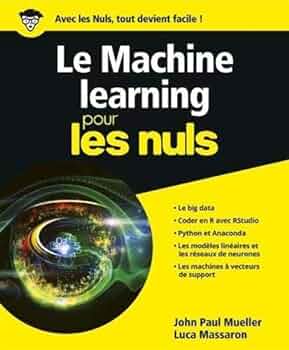 Avec les Nuls, tout devient facile !
Le Machine
learning
pour
les nuls
• Le big data
• Coder en R avec RStudio
• Python et Anaconda
• Les modèles linéaires et
les réseaux de neurones
• Les machines à vecteurs
de support
John Paul Mueller
Luca Massaron